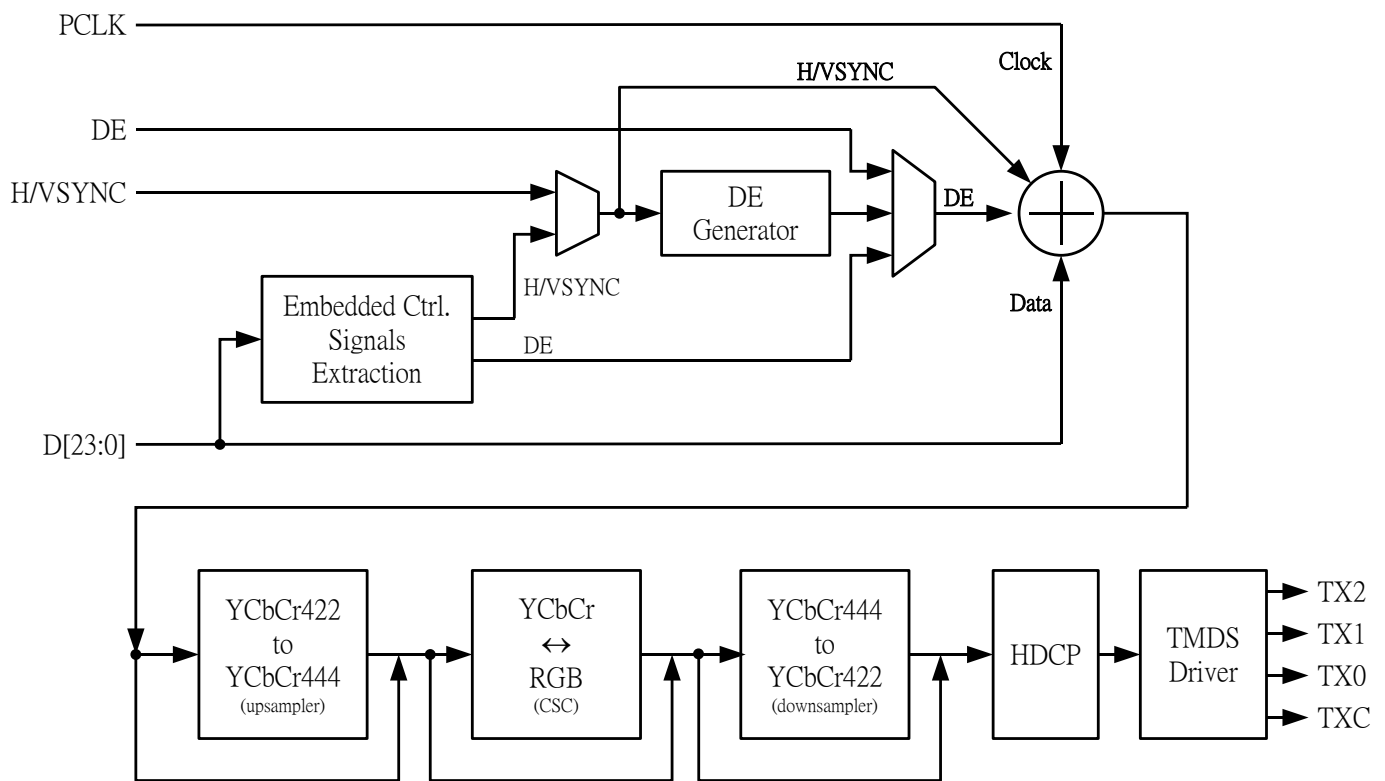 PCLK
Clock
H/VSYNC
DE
H/VSYNC
DE
Generator
DE
H/VSYNC
Embedded Ctrl.
Signals
Extraction
DE
Data
D[23:0]
YCbCr422
to
YCbCr444
(upsampler)
YCbCr
↔
RGB
(CSC)
YCbCr444
to
YCbCr422
(downsampler)
HDCP
TMDS
Driver
TX2
TX1
TX0
TXC